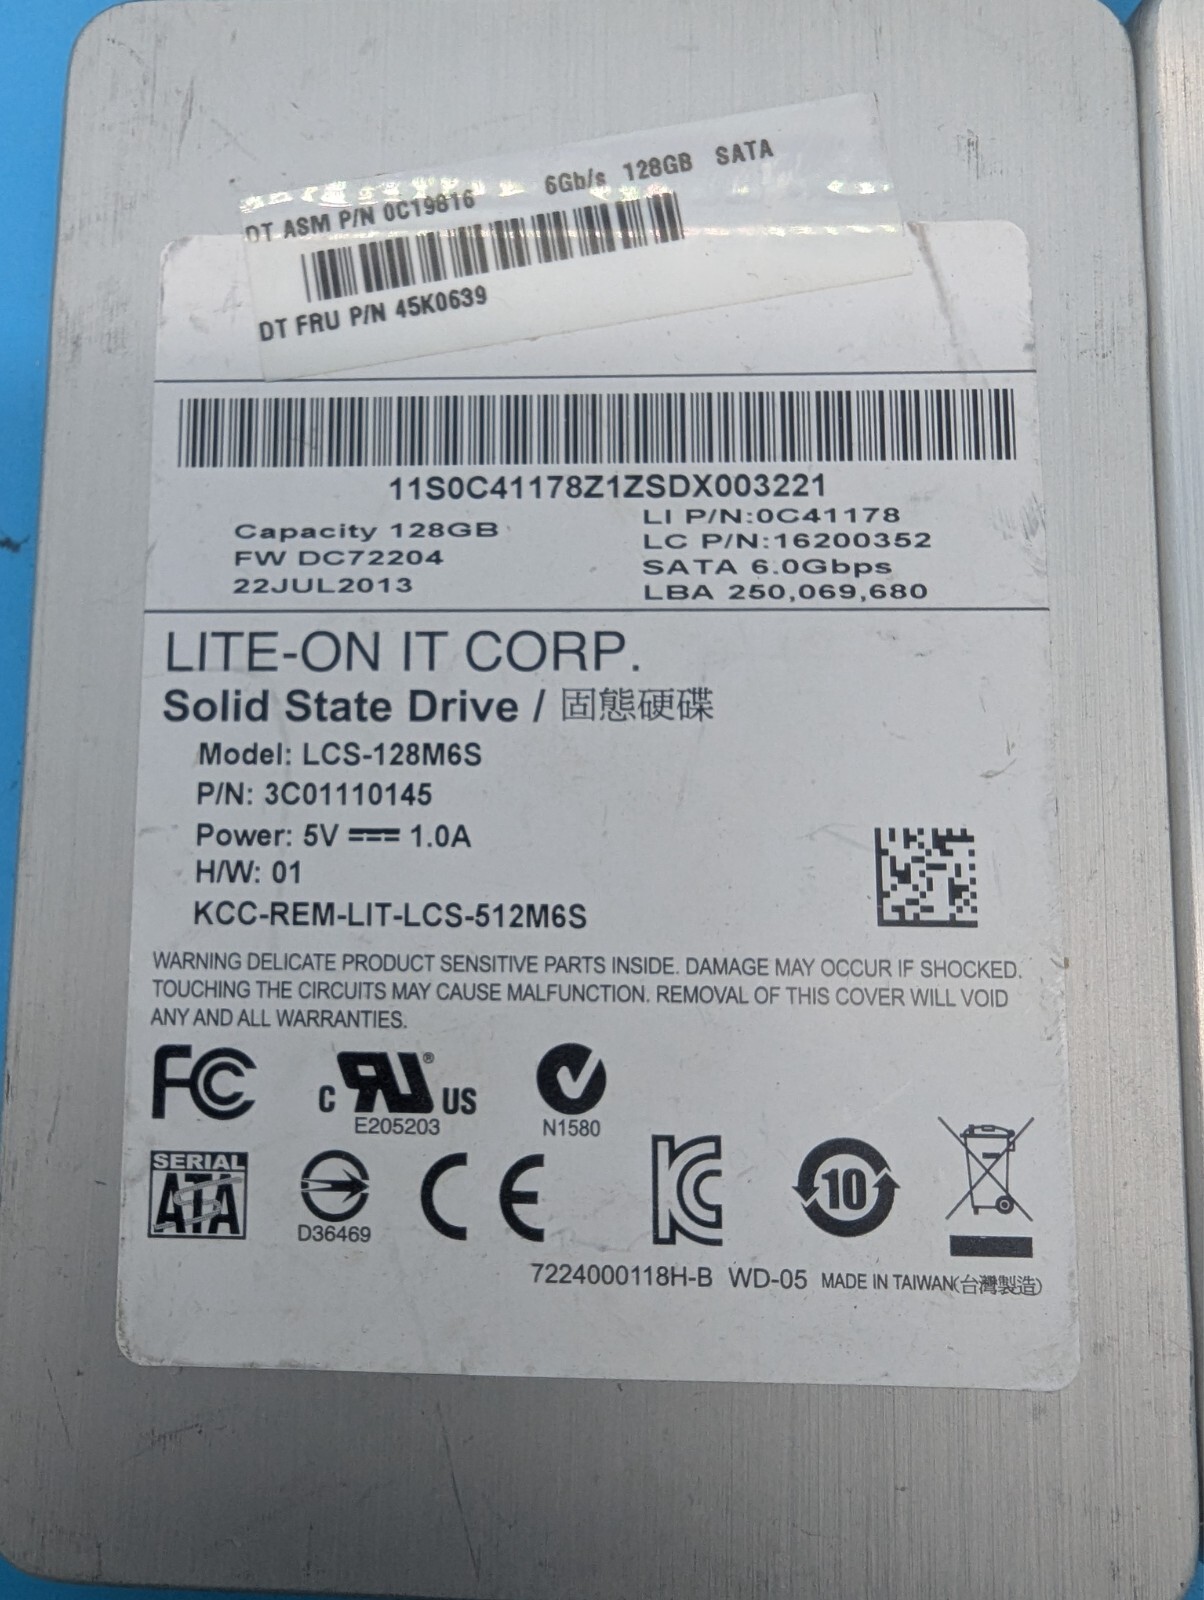 DT ASM P/N 0C19816 6Gb/s 128GB SATA
DT FRU P/N 45K0639
11S0C41178Z1ZSDX003221
Capacity 128GB
FW DC72204
22JUL2013
LI P/N:0C41178
LC P/N:16200352
SATA 6.0Gbps
LBA 250,069,680
LITE-ON IT CORP.
Solid State Drive / 固態硬碟
Model: LCS-128M6S
P/N: 3C01110145
Power: 5V ⎓ 1.0A
H/W: 01
KCC-REM-LIT-LCS-512M6S
WARNING DELICATE PRODUCT SENSITIVE PARTS INSIDE. DAMAGE MAY OCCUR IF SHOCKED.
TOUCHING THE CIRCUITS MAY CAUSE MALFUNCTION. REMOVAL OF THIS COVER WILL VOID
ANY AND ALL WARRANTIES.
FC
C RU ® US
E205203
N1580
SERIAL
ATA
D36469
CE
KC
10
7224000118H-B WD-05 MADE IN TAIWAN(台灣製造)